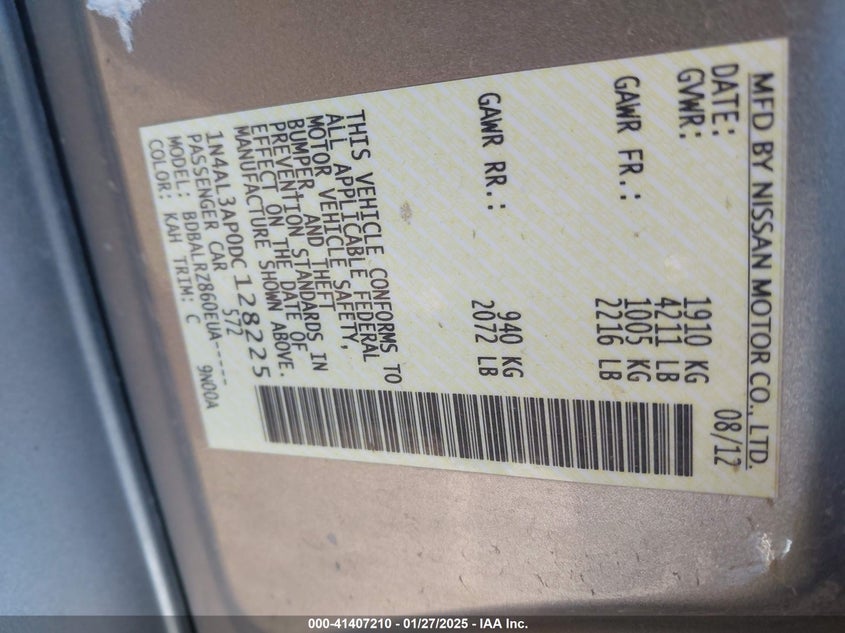 MFD BY NISSAN MOTOR CO., LTD.
DATE: 08/12
GVWR: 1910 KG
4211 LB
GAWR FR.: 1005 KG
2216 LB
GAWR RR.: 940 KG
2072 LB
THIS VEHICLE CONFORMS TO
ALL APPLICABLE FEDERAL
MOTOR VEHICLE SAFETY,
BUMPER, AND THEFT
PREVENTION STANDARDS IN
EFFECT ON THE DATE OF
MANUFACTURE SHOWN ABOVE.
1N4AL3AP0DC128225
PASSENGER CAR 572
MODEL: BDBALRZ860EUA-----
COLOR: KAH TRIM: C 9N00A
000-41407210 - 01/27/2025 - IAA Inc.